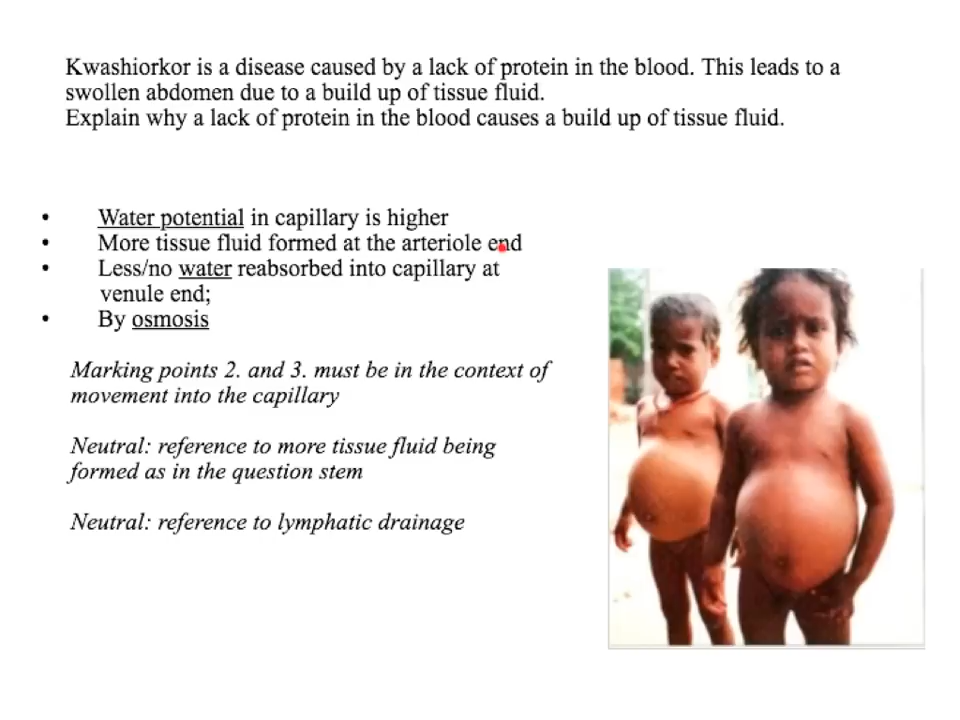 Kwashiorkor is a disease caused by a lack of protein in the blood. This leads to a
swollen abdomen due to a build up of tissue fluid.
Explain why a lack of protein in the blood causes a build up of tissue fluid.
• Water potential in capillary is higher
• More tissue fluid formed at the arteriole end
• Less/no water reabsorbed into capillary at
venule end;
• By osmosis
Marking points 2. and 3. must be in the context of
movement into the capillary
Neutral: reference to more tissue fluid being
formed as in the question stem
Neutral: reference to lymphatic drainage